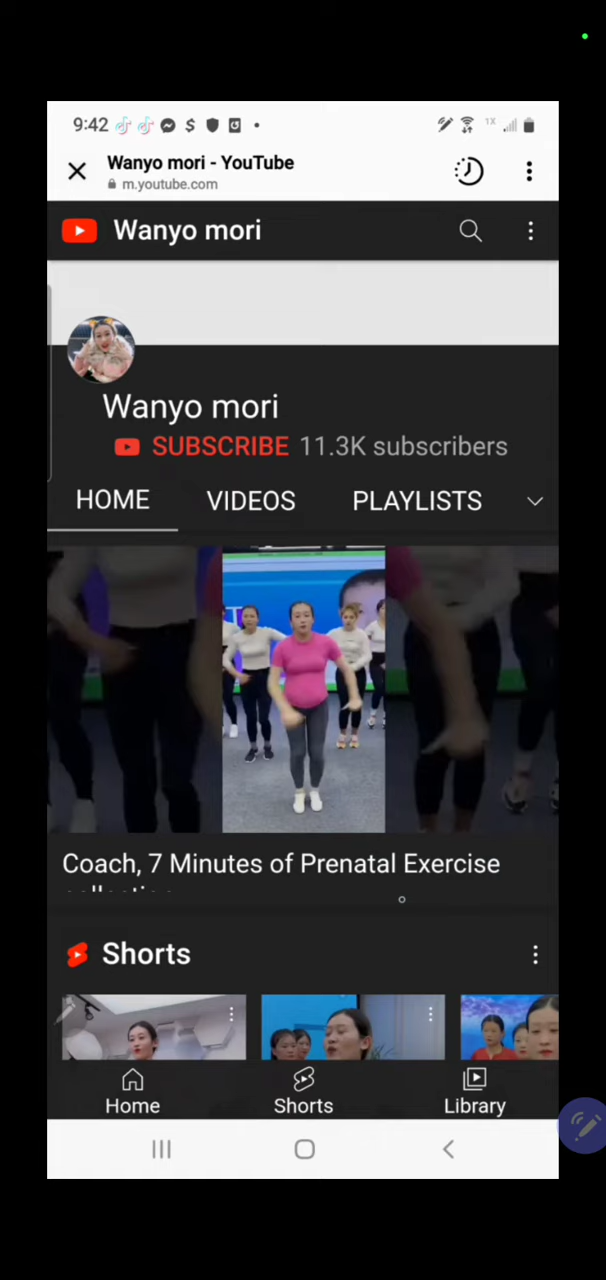 9:42
1X
Wanyo mori - YouTube
m.youtube.com
Wanyo mori
Wanyo mori
SUBSCRIBE 11.3K subscribers
HOME VIDEOS PLAYLISTS
Coach, 7 Minutes of Prenatal Exercise
Shorts
Home Shorts Library